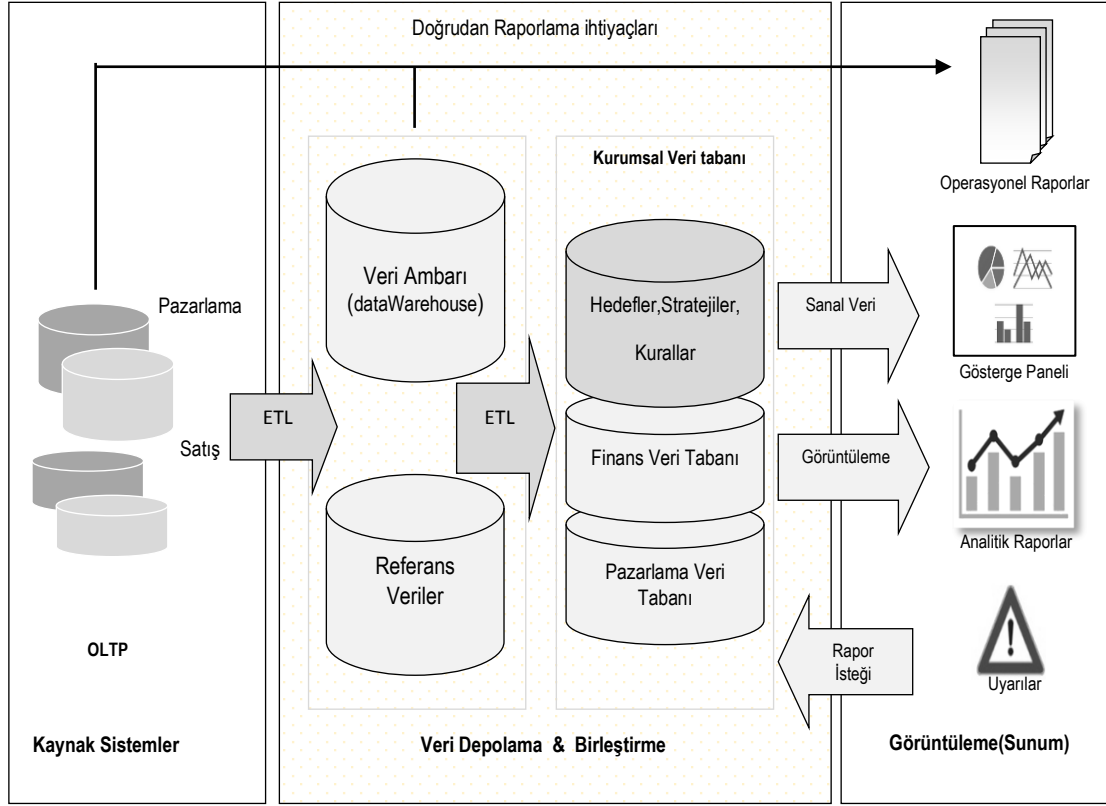 Doğrudan Raporlama ihtiyaçları
Operasyonel Raporlar
Kurumsal Veri tabanı
Pazarlama
Satış
OLTP
Kaynak Sistemler
ETL
Veri Ambarı
(dataWarehouse)
Referans
Veriler
ETL
Hedefler,Stratejiler,
Kurallar
Finans Veri Tabanı
Pazarlama Veri
Tabanı
Veri Depolama & Birleştirme
Sanal Veri
Görüntüleme
Rapor
İsteği
Gösterge Paneli
Analitik Raporlar
Uyarılar
Görüntüleme(Sunum)